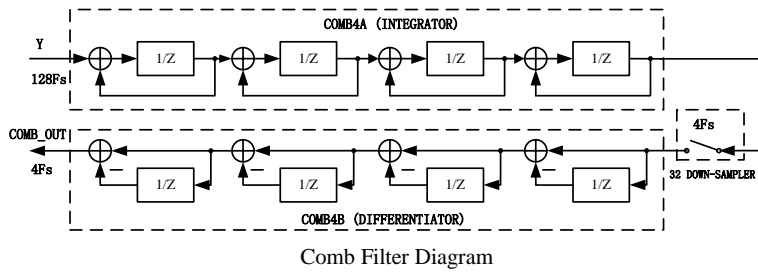 COMB4A (INTEGRATOR)
Y
128Fs
1/Z 1/Z 1/Z 1/Z
COMB_OUT
4Fs
4Fs
32 DOWN-SAMPLER
1/Z 1/Z 1/Z 1/Z
COMB4B (DIFFERENTIATOR)
Comb Filter Diagram